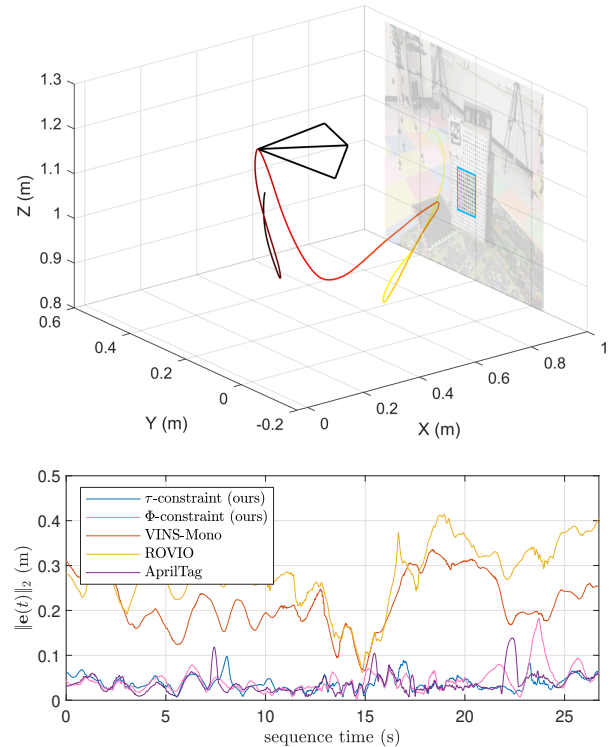 1.3
1.2
1.1
1
0.9
0.8
Z (m)
0.6
0.4
0.2
0
-0.2
Y (m)
0
0.2
0.4
0.6
0.8
1
X (m)
0.5
0.4
0.3
0.2
0.1
0
‖e(t)‖₂ (m)
τ-constraint (ours)
Φ-constraint (ours)
VINS-Mono
ROVIO
AprilTag
0 5 10 15 20 25
sequence time (s)